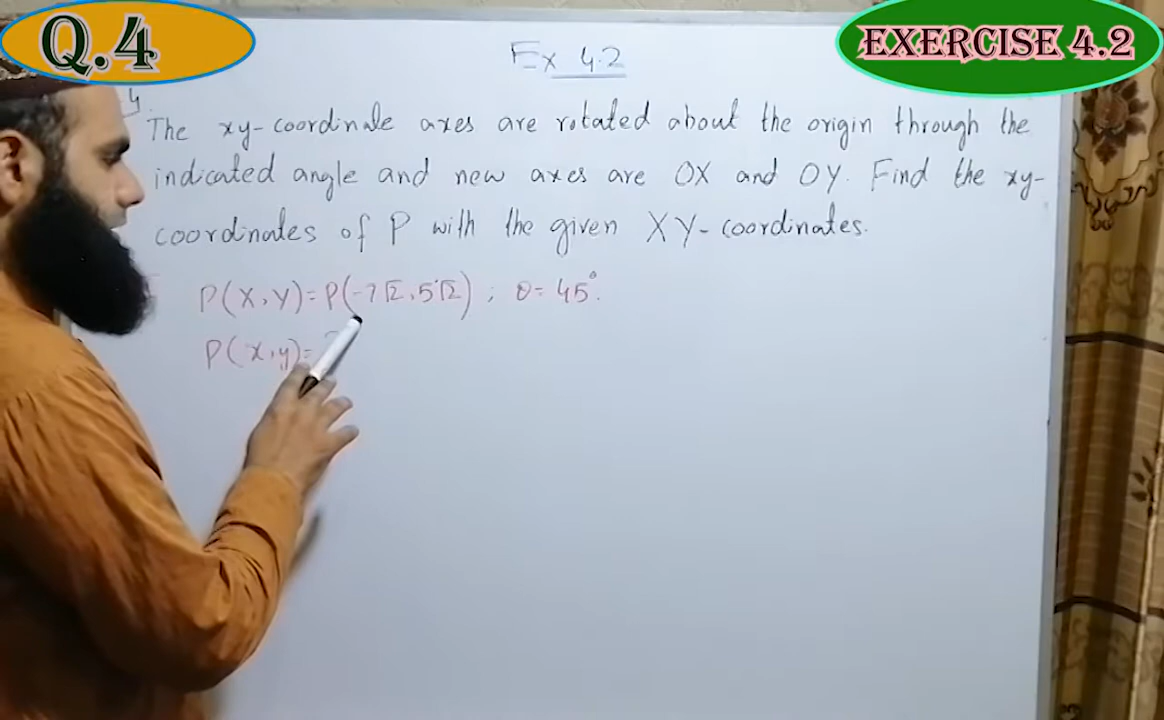 Q.4
EXERCISE 4.2
Ex 4.2
4.
The xy-coordinate axes are rotated about the origin through the
indicated angle and new axes are OX and OY. Find the xy-
coordinates of P with the given XY-coordinates.
P(X,Y)=P(-7√2,5√2) ; θ=45°.
P(x,y)=?